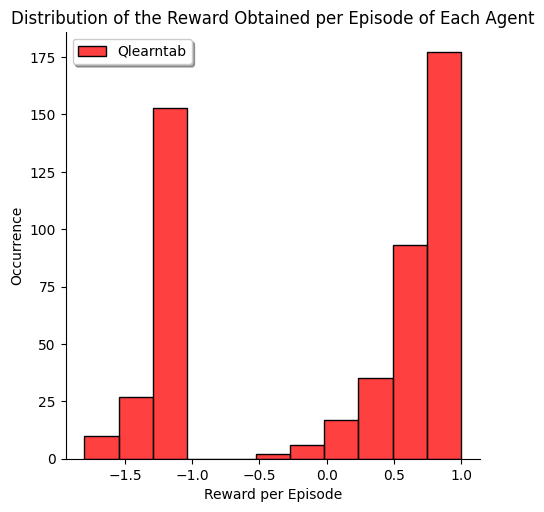 Distribution of the Reward Obtained per Episode of Each Agent
Qlearntab
175
150
125
100
75
50
25
0
Occurrence
−1.5 −1.0 −0.5 0.0 0.5 1.0
Reward per Episode